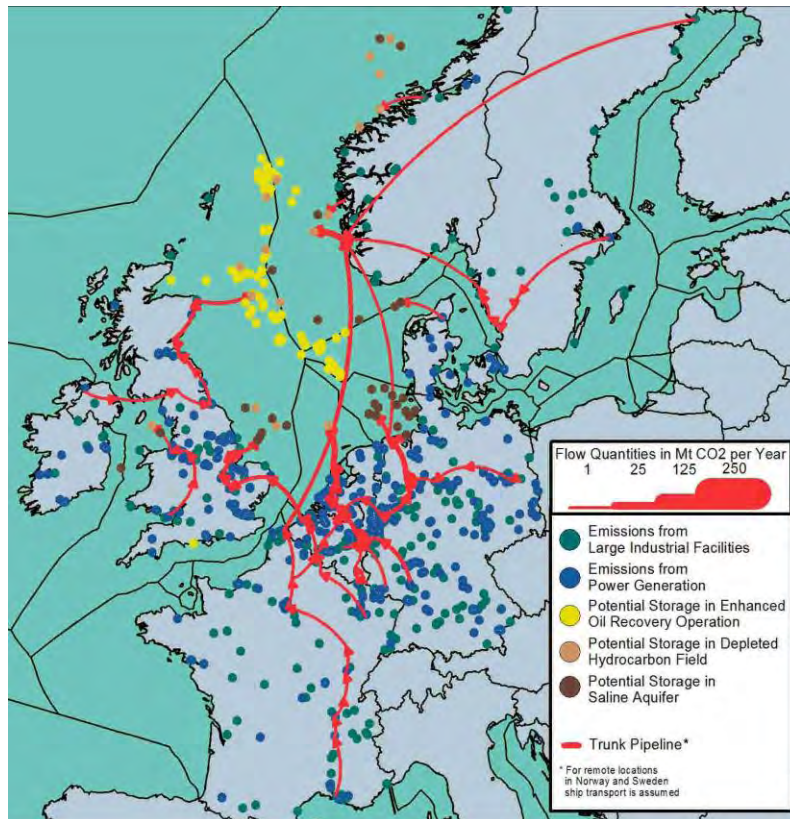 Flow Quantities in Mt CO2 per Year
1 25 125 250
Emissions from
Large Industrial Facilities
Emissions from
Power Generation
Potential Storage in Enhanced
Oil Recovery Operation
Potential Storage in Depleted
Hydrocarbon Field
Potential Storage in
Saline Aquifer
Trunk Pipeline*
* For remote locations
in Norway and Sweden
ship transport is assumed